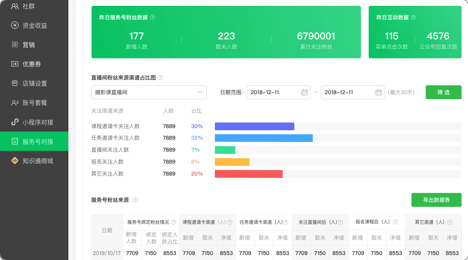 社群
资金收益
营销
优惠券
店铺设置
账号套餐
小程序对接
服务号对接
知识通商城
昨日服务号粉丝数据
177 223 6790001
新增人数 取关人数 累计关注粉丝
昨日互动数据
115 4576
菜单点击次数 公众号回复次数
直播间粉丝来源渠道占比图
摄影课直播间
日期范围: 2018-12-11 - 2018-12-11 (最大30天) 筛 选
关注渠道来源 人数 占比
课程邀请卡关注人数 7889 30%
任务邀请卡关注人数 7889 35%
直播间关注人数 7889 7%
报名关注人数 7889 8%
其它关注人数 7889 20%
服务号粉丝来源 导出数据表
日期 服务号绑定粉丝情况 课程邀请卡渠道 (人) 任务邀请卡渠道 (人) 关注直播间后 (人) 报名课程后 (人) 其它渠道 (人)
新增人数 绑定人数 绑定人数占比 新增 取关 净增 新增 取关 净增 新增 取关 净增 新增 取关 净增 新增 取关 净增
2019/10/17 7709 7150 8553 7709 7150 8553 7709 7150 8553 7709 7150 8553 7709 7150 8553 7709 7150 8553